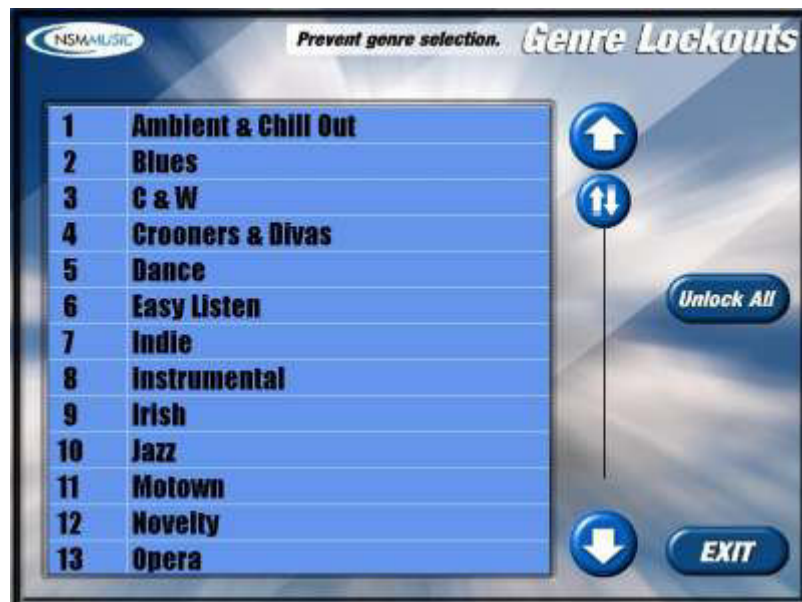 NSMMUSIC
Prevent genre selection.
Genre Lockouts
1 Ambient & Chill Out
2 Blues
3 C & W
4 Crooners & Divas
5 Dance
6 Easy Listen
7 Indie
8 Instrumental
9 Irish
10 Jazz
11 Motown
12 Novelty
13 Opera
Unlock All
EXIT